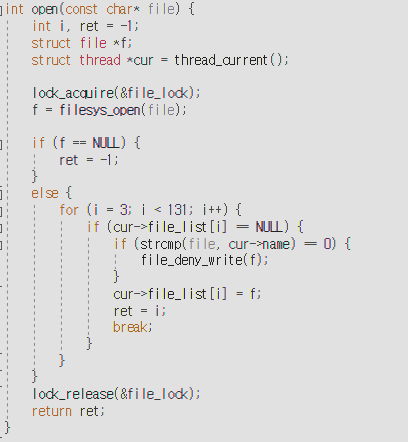 int open(const char* file) {
int i, ret = -1;
struct file *f;
struct thread *cur = thread_current();
lock_acquire(&file_lock);
f = filesys_open(file);
if (f == NULL) {
ret = -1;
}
else {
for (i = 3; i < 131; i++) {
if (cur->file_list[i] == NULL) {
if (strcmp(file, cur->name) == 0) {
file_deny_write(f);
}
cur->file_list[i] = f;
ret = i;
break;
}
}
}
lock_release(&file_lock);
return ret;
}